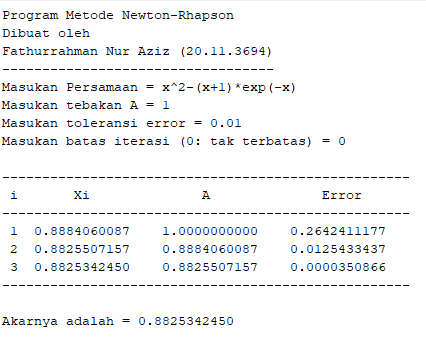 Program Metode Newton-Rhapson
Dibuat oleh
Fathurrahman Nur Aziz (20.11.3694)
----------------------------------
Masukan Persamaan = x^2-(x+1)*exp(-x)
Masukan tebakan A = 1
Masukan toleransi error = 0.01
Masukan batas iterasi (0: tak terbatas) = 0
---------------------------------------------------
i Xi A Error
---------------------------------------------------
1 0.8884060087 1.0000000000 0.2642411177
2 0.8825507157 0.8884060087 0.0125433437
3 0.8825342450 0.8825507157 0.0000350866
---------------------------------------------------
Akarnya adalah = 0.8825342450